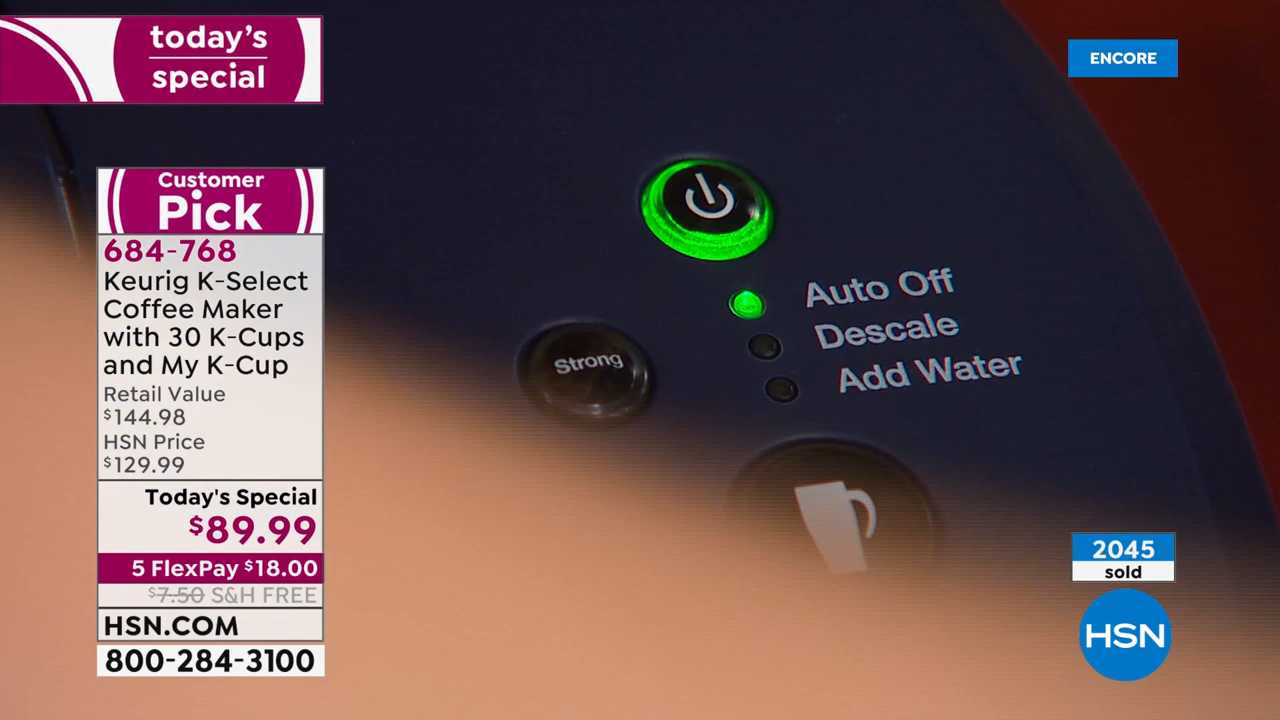 today's
special
ENCORE
Customer
Pick
684-768
Keurig K-Select
Coffee Maker
with 30 K-Cups
and My K-Cup
Retail Value
$144.98
HSN Price
$129.99
Today's Special
$89.99
5 FlexPay $18.00
$7.50 S&H FREE
HSN.COM
800-284-3100
Auto Off
Descale
Add Water
Strong
2045
sold
HSN